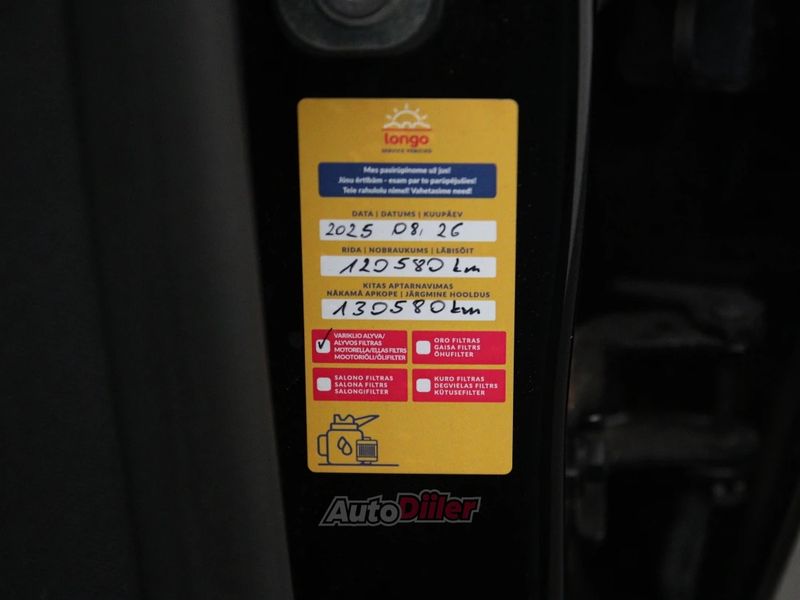 longo
Mes pasirūpinome už jus!
Jūsu ērtībām - esam par to parūpējušies!
Teie rahulolu nimel! Vahetasime need!
DATA | DATUMS | KUUPÄEV
2025 08. 26
RIDA | NOBRAUKUMS | LÄBISÕIT
120580 km
KITAS APTARNAVIMAS
NĀKAMĀ APKOPE | JÄRGMINE HOOLDUS
130580 km
VARIKLIO ALYVA/
ALYVOS FILTRAS
MOTORELLA/EĻĻAS FILTRS
MOOTORIÕLI/ÕLIFILTER
ORO FILTRAS
GAISA FILTRS
ÕHUFILTER
SALONO FILTRAS
SALONA FILTRS
SALONGIFILTER
KURO FILTRAS
DEGVIELAS FILTRS
KÜTUSEFILTER
AutoDiiler